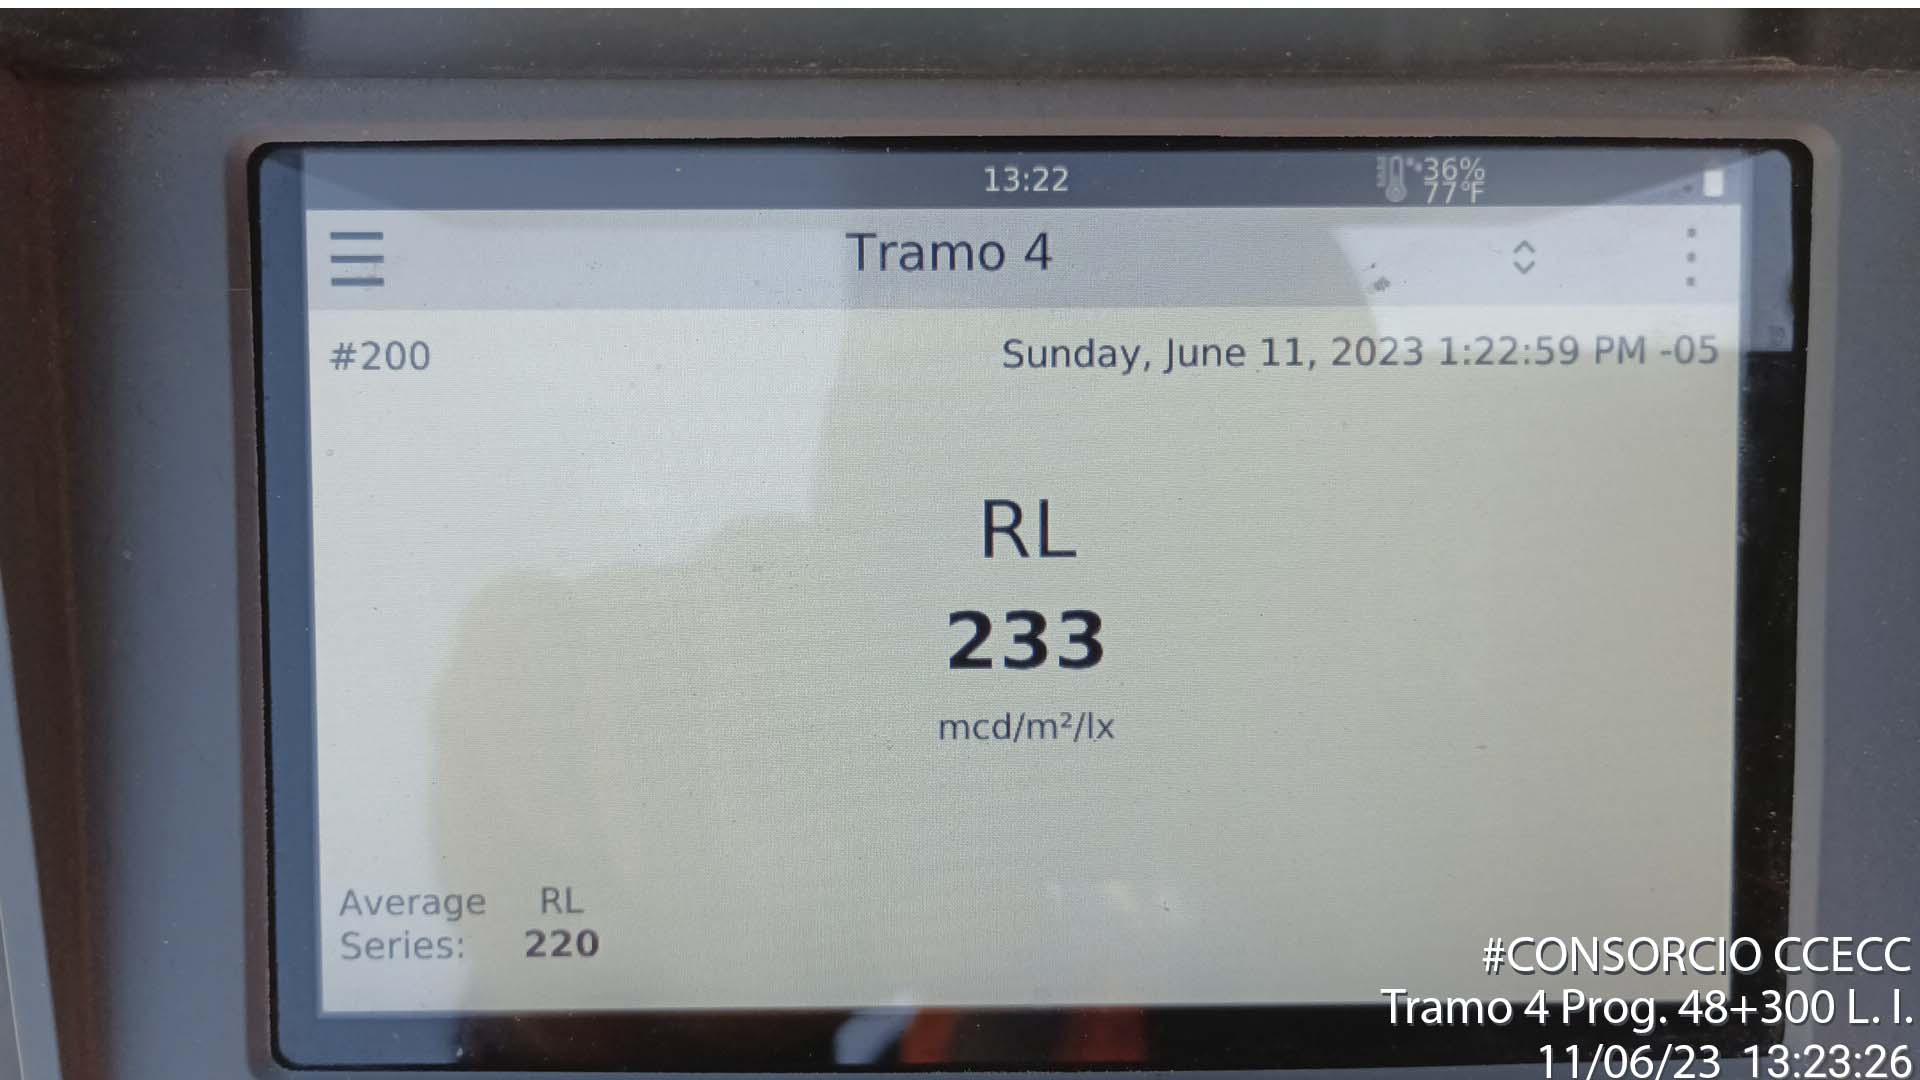 13:22
36%
77°F
Tramo 4
#200
Sunday, June 11, 2023 1:22:59 PM -05
RL
233
mcd/m²/lx
Average RL
Series: 220
#CONSORCIO CCECC
Tramo 4 Prog. 48+300 L. I.
11/06/23 13:23:26